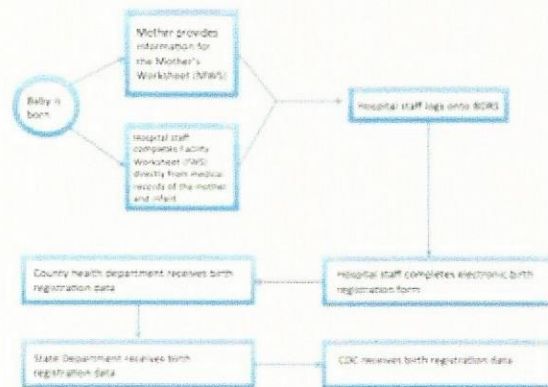 Mother provides
information for
the Mother's
Worksheet (MWS)
Baby is
born
Hospital staff
completes Facility
Worksheet (FWS)
directly from medical
records of the mother
and infant
Hospital staff logs onto
County health department receives birth
registration data
Hospital staff completes electronic birth
registration form
State Department receives birth
registration data
CDC receives birth registration data